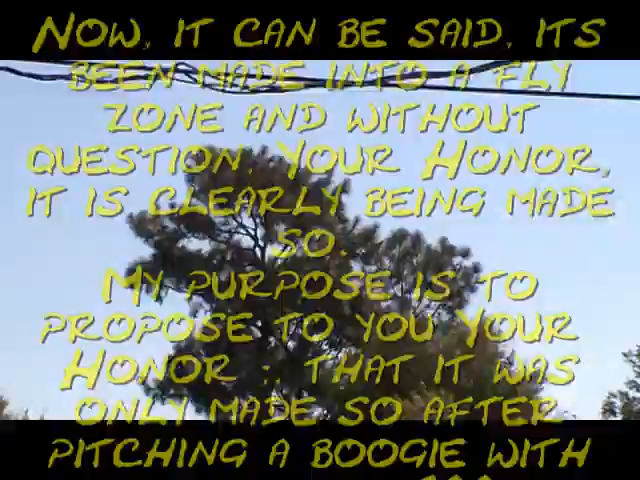 Now, it can be said, its
been made into a fly
zone and without
question, Your Honor,
it is clearly being made
so.
My purpose is to
propose to you Your
Honor :, that it was
only made so after
pitching a boogie with